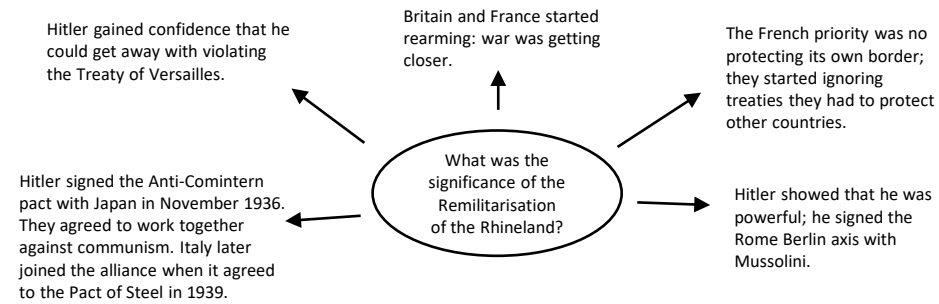 Hitler gained confidence that he
could get away with violating
the Treaty of Versailles.
Britain and France started
rearming: war was getting
closer.
The French priority was no
protecting its own border;
they started ignoring
treaties they had to protect
other countries.
What was the
significance of the
Remilitarisation
of the Rhineland?
Hitler signed the Anti-Comintern
pact with Japan in November 1936.
They agreed to work together
against communism. Italy later
joined the alliance when it agreed
to the Pact of Steel in 1939.
Hitler showed that he was
powerful; he signed the
Rome Berlin axis with
Mussolini.